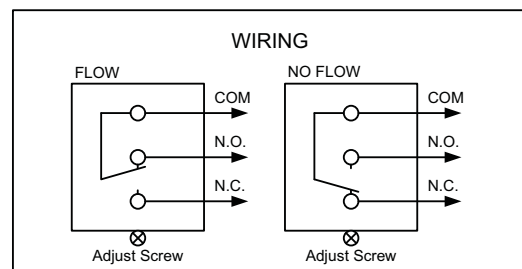 WIRING
FLOW
COM
N.O.
N.C.
Adjust Screw
NO FLOW
COM
N.O.
N.C.
Adjust Screw